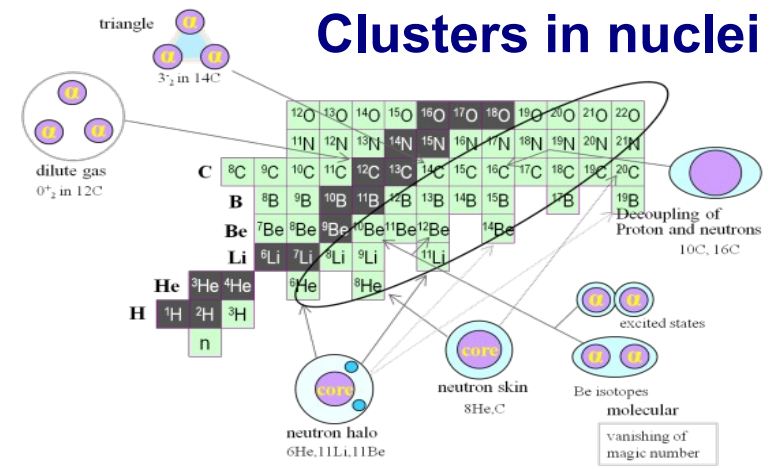 Clusters in nuclei
triangle
α
α α
3⁻₂ in 14C
α
α α
dilute gas
0⁺₂ in 12C
¹²O ¹³O ¹⁴O ¹⁵O ¹⁶O ¹⁷O ¹⁸O ¹⁹O ²⁰O ²¹O ²²O
¹¹N ¹²N ¹³N ¹⁴N ¹⁵N ¹⁶N ¹⁷N ¹⁸N ¹⁹N ²⁰N ²¹N
C ⁸C ⁹C ¹⁰C ¹¹C ¹²C ¹³C ¹⁴C ¹⁵C ¹⁶C ¹⁷C ¹⁸C ¹⁹C ²⁰C
B ⁸B ⁹B ¹⁰B ¹¹B ¹²B ¹³B ¹⁴B ¹⁵B ¹⁷B ¹⁹B
Be ⁷Be ⁸Be ⁹Be ¹⁰Be ¹¹Be ¹²Be ¹⁴Be
Li ⁶Li ⁷Li ⁸Li ⁹Li ¹¹Li
He ³He ⁴He ⁶He ⁸He
H ¹H ²H ³H
n
Decoupling of
Proton and neutrons
10C, 16C
α α
excited states
α α
Be isotopes
molecular
vanishing of
magic number
core
neutron skin
8He,C
core
neutron halo
6He,11Li,11Be